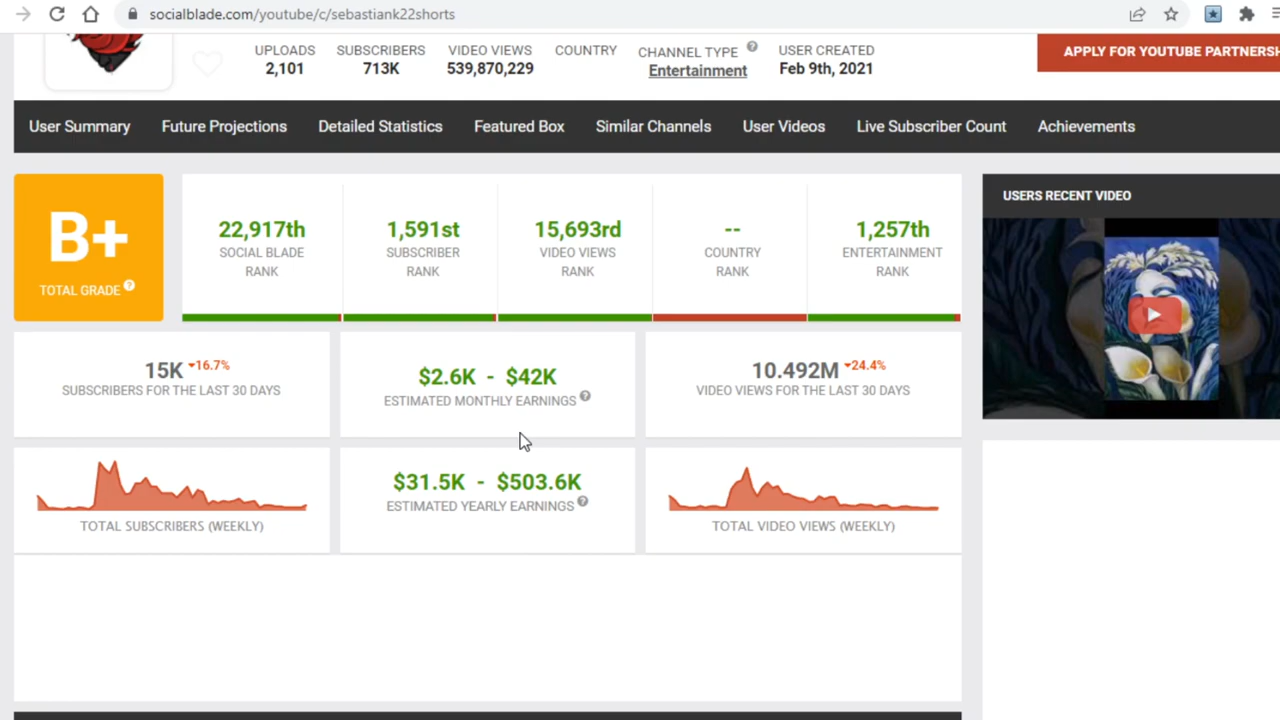 socialblade.com/youtube/c/sebastiank22shorts
UPLOADS
2,101
SUBSCRIBERS
713K
VIDEO VIEWS
539,870,229
COUNTRY
CHANNEL TYPE ?
Entertainment
USER CREATED
Feb 9th, 2021
APPLY FOR YOUTUBE PARTNERSH
User Summary
Future Projections
Detailed Statistics
Featured Box
Similar Channels
User Videos
Live Subscriber Count
Achievements
B+
TOTAL GRADE ?
22,917th
SOCIAL BLADE
RANK
1,591st
SUBSCRIBER
RANK
15,693rd
VIDEO VIEWS
RANK
--
COUNTRY
RANK
1,257th
ENTERTAINMENT
RANK
USERS RECENT VIDEO
15K -16.7%
SUBSCRIBERS FOR THE LAST 30 DAYS
$2.6K - $42K
ESTIMATED MONTHLY EARNINGS ?
10.492M -24.4%
VIDEO VIEWS FOR THE LAST 30 DAYS
TOTAL SUBSCRIBERS (WEEKLY)
$31.5K - $503.6K
ESTIMATED YEARLY EARNINGS ?
TOTAL VIDEO VIEWS (WEEKLY)